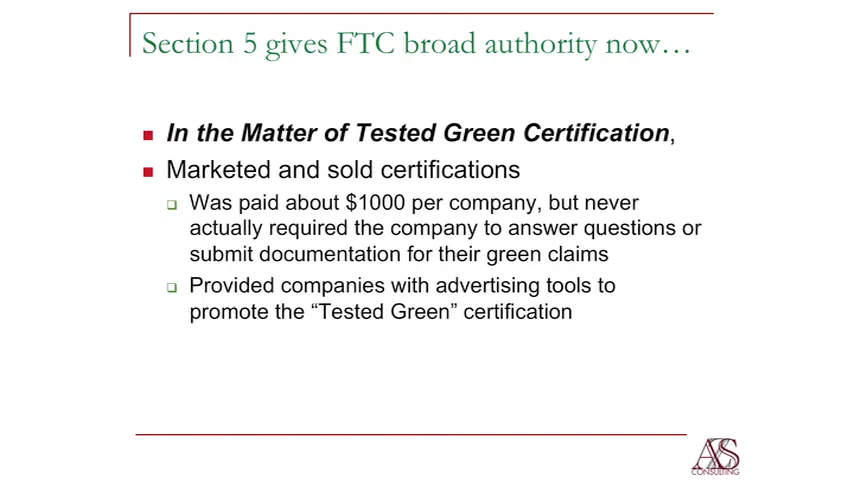 Section 5 gives FTC broad authority now…
In the Matter of Tested Green Certification,
Marketed and sold certifications
Was paid about $1000 per company, but never
actually required the company to answer questions or
submit documentation for their green claims
Provided companies with advertising tools to
promote the “Tested Green” certification
AZS
CONSULTING